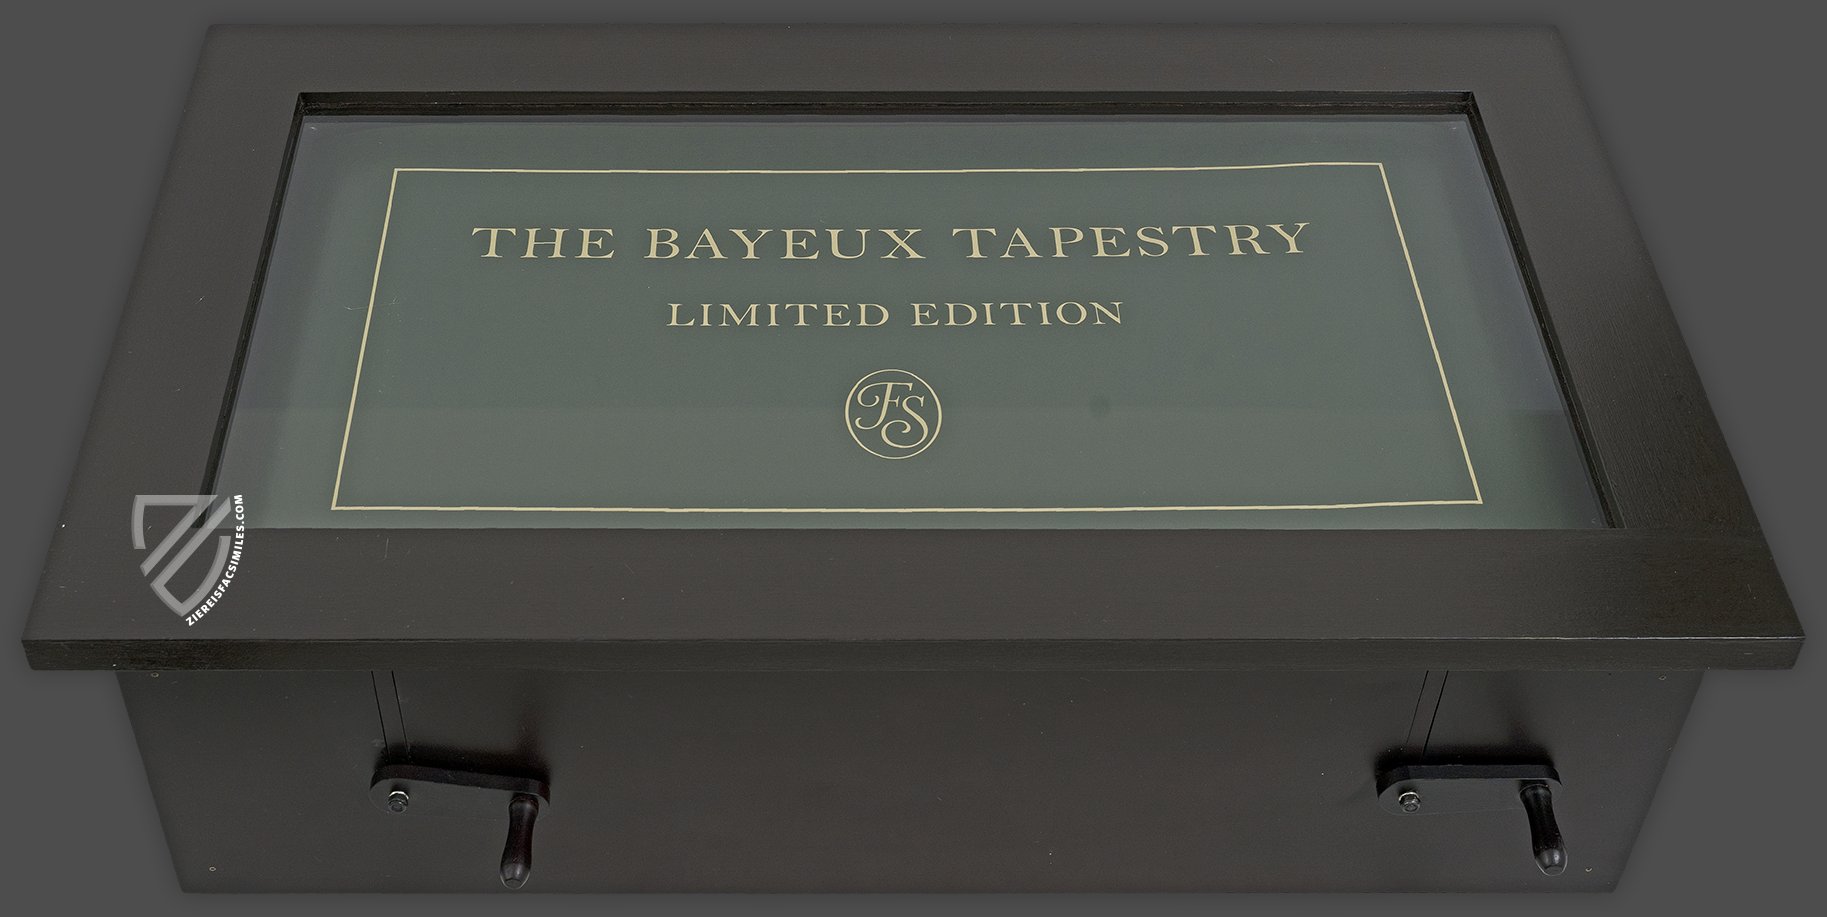 THE BAYEUX TAPESTRY
LIMITED EDITION
FS
ZIEREISFACSIMILES.COM